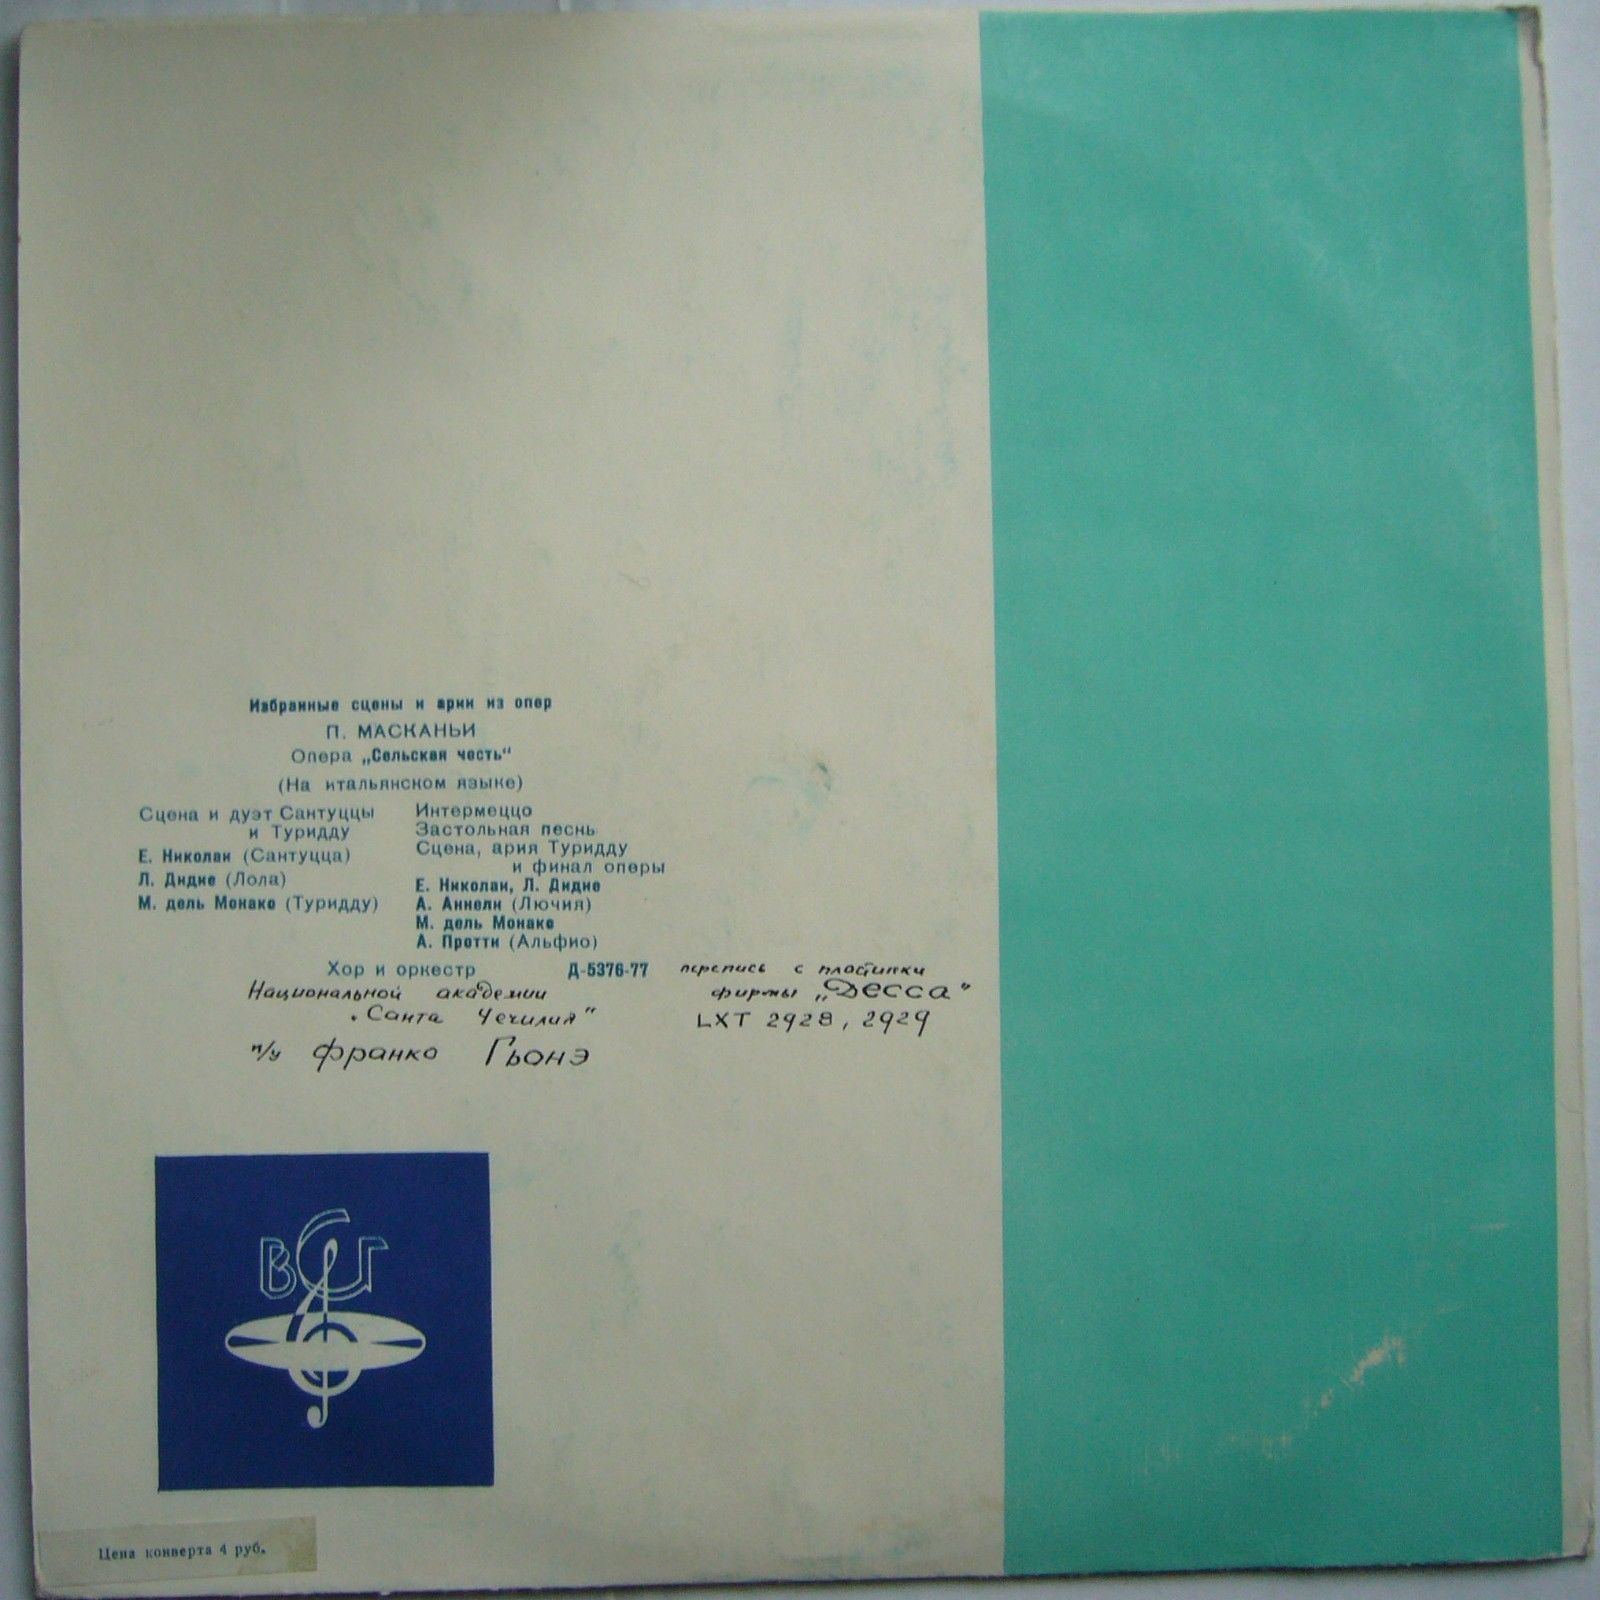 Избранные сцены и арии из опер
П. МАСКАНЬИ
Опера „Сельская честь“
(На итальянском языке)
Сцена и дуэт Сантуццы
и Туридду
Е. Николаи (Сантуцца)
Л. Дидие (Лола)
М. дель Монако (Туридду)
Интермеццо
Застольная песнь
Сцена, ария Туридду
и финал оперы
Е. Николаи, Л. Дидие
А. Аннели (Лючия)
М. дель Монако
А. Протти (Альфио)
Хор и оркестр
Д-5376-77
Национальной академии
„Санта Чечилия“
п/у Франко Гьонэ
перепись с пластинки
фирмы „Десса“
LXT 2928, 2929
ВСГ
Цена конверта 4 руб.